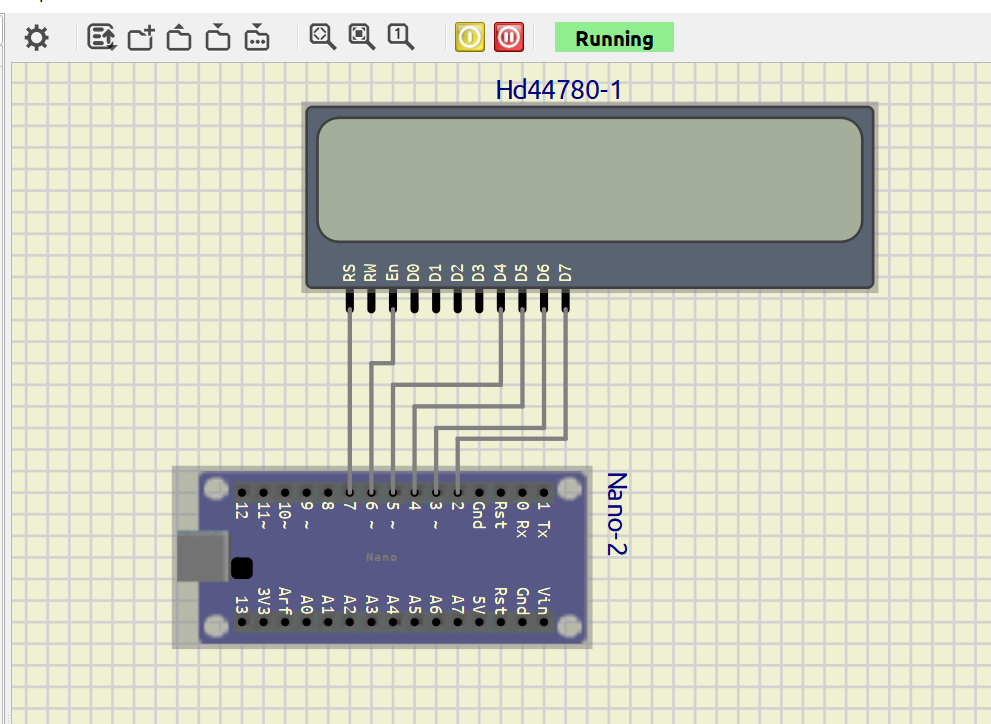 1
Running
Hd44780-1
RS RW En D0 D1 D2 D3 D4 D5 D6 D7
12 11~ 10~ 9 ~ 8 7 6 ~ 5 ~ 4 3 ~ 2 Gnd Rst 0 Rx 1 Tx
Nano-2
Nano
13 3V3 Arf A0 A1 A2 A3 A4 A5 A6 A7 5V Rst Gnd Vin